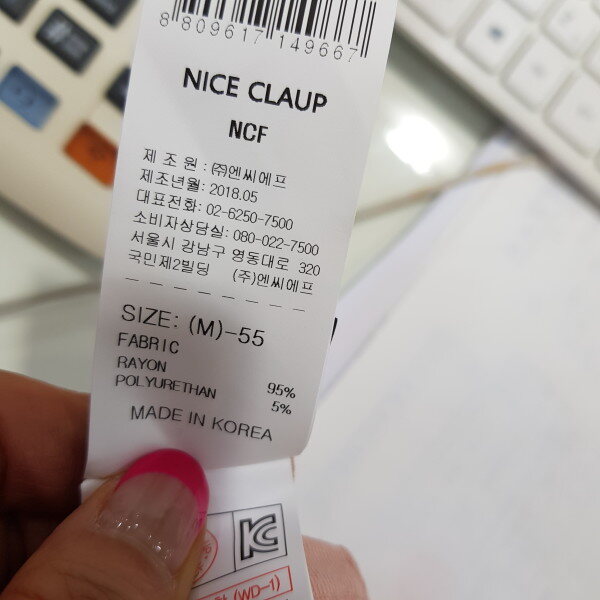 8 809617 149667
NICE CLAUP
NCF
제 조 원 : ㈜엔씨에프
제조년월: 2018.05
대표전화: 02-6250-7500
소비자상담실: 080-022-7500
서울시 강남구 영동대로 320
국민제2빌딩 (주)엔씨에프
SIZE: (M)-55
FABRIC
RAYON 95%
POLYURETHAN 5%
MADE IN KOREA
KC
(WD-1)